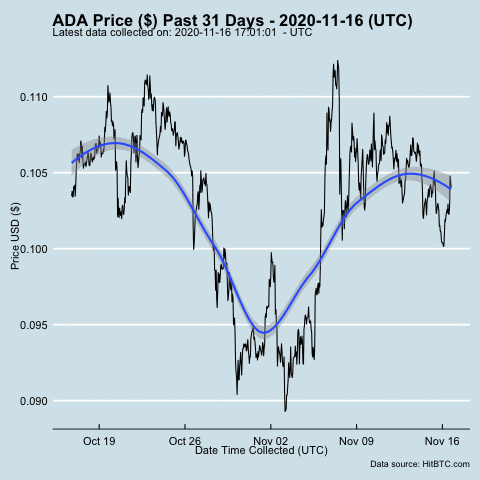 ADA Price ($) Past 31 Days - 2020-11-16 (UTC)
Latest data collected on: 2020-11-16 17:01:01 - UTC
0.110
0.105
0.100
0.095
0.090
Price USD ($)
Oct 19 Oct 26 Nov 02 Nov 09 Nov 16
Date Time Collected (UTC)
Data source: HitBTC.com